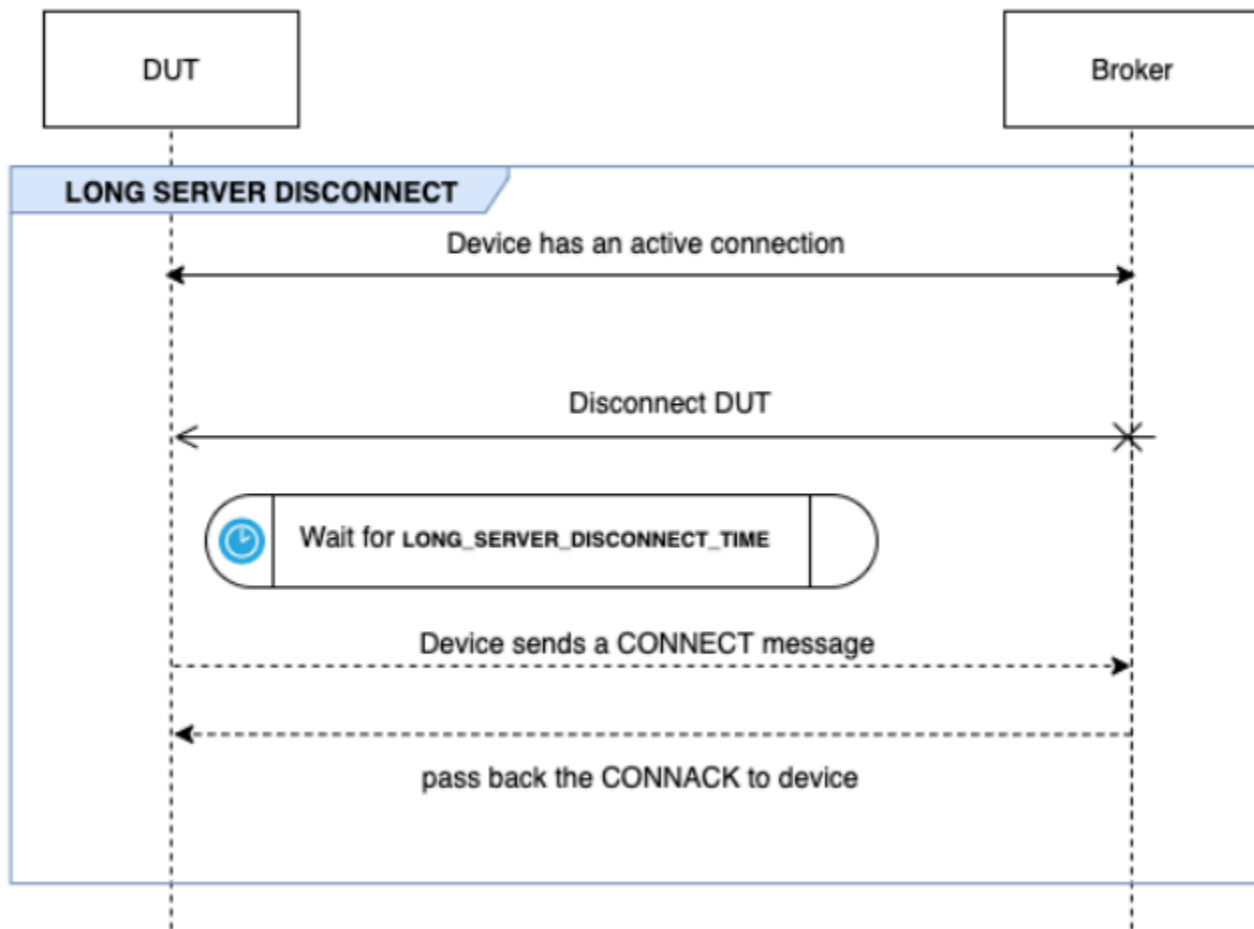 DUT
Broker
LONG SERVER DISCONNECT
Device has an active connection
Disconnect DUT
Wait for LONG_SERVER_DISCONNECT_TIME
Device sends a CONNECT message
pass back the CONNACK to device